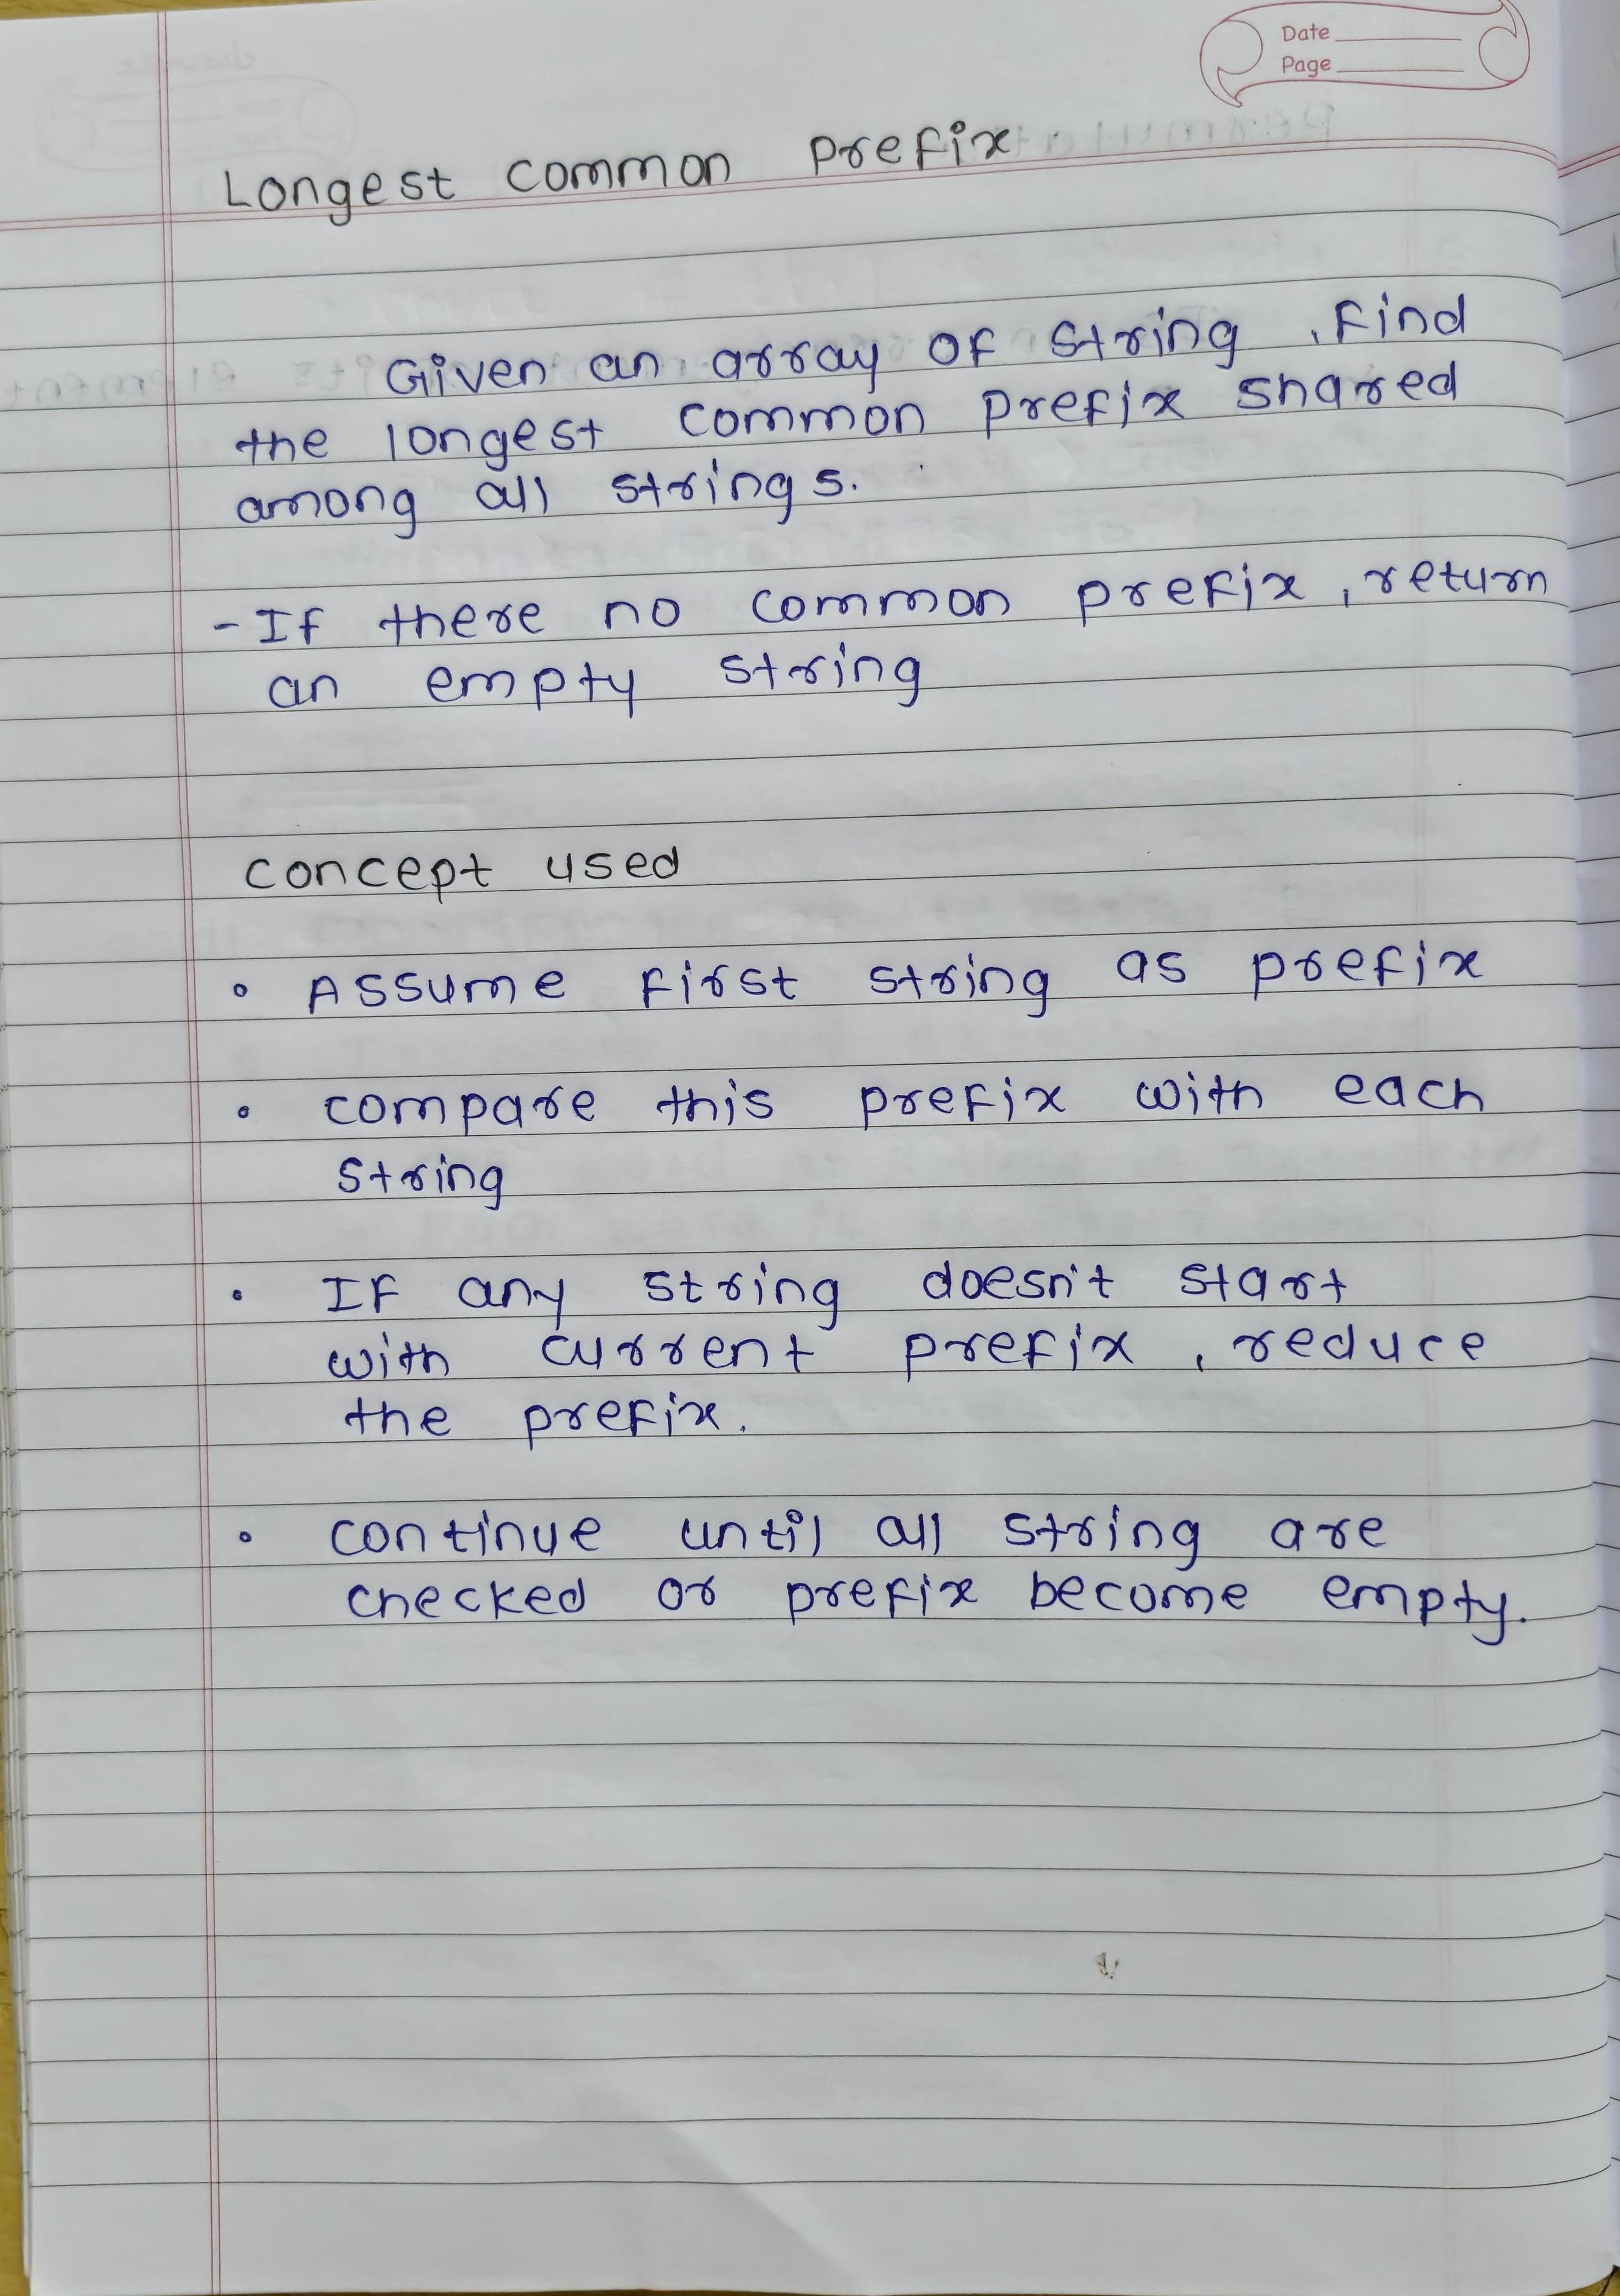 Date
Page
Longest common prefix
Given an array of string , find
the longest common prefix shared
among all strings.
- If there no common prefix , return
an empty string
concept used
• Assume first string as prefix
• compare this prefix with each
string
• If any string doesn't start
with current prefix , reduce
the prefix.
• continue until all string are
checked or prefix become empty.